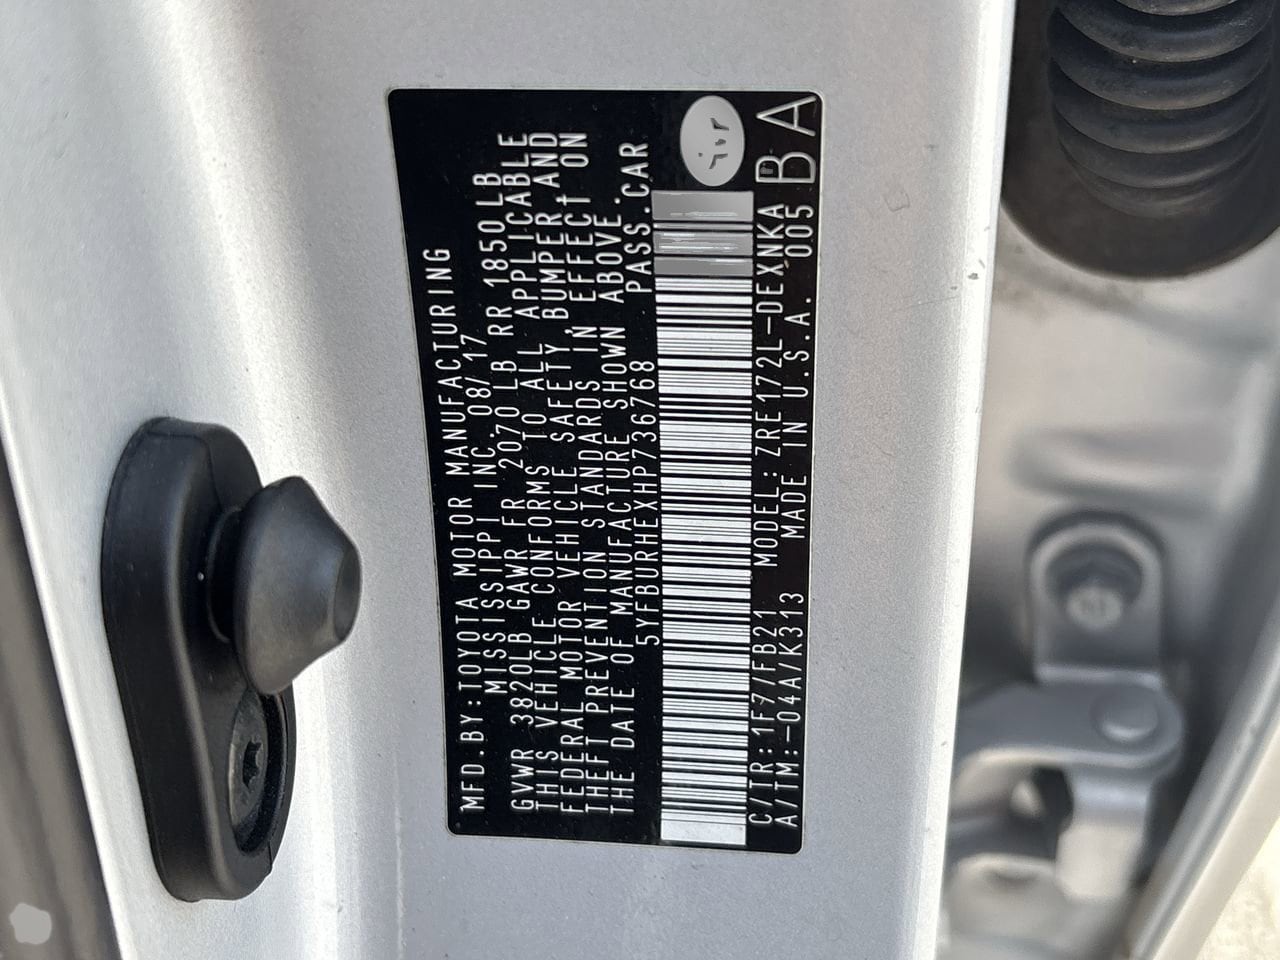 MFD.BY:TOYOTA MOTOR MANUFACTURING
MISSISSIPPI INC. 08/17
GVWR 3820LB GAWR FR 2070LB RR 1850LB
THIS VEHICLE CONFORMS TO ALL APPLICABLE
FEDERAL MOTOR VEHICLE SAFETY,BUMPER,AND
THEFT PREVENTION STANDARDS IN EFFECT ON
THE DATE OF MANUFACTURE SHOWN ABOVE.
5YFBURHEXHP736768 PASS.CAR
C/TR:1F7/FB21 MODEL:ZRE172L-DEXNKA
A/TM:-04A/K313 MADE IN U.S.A. 005
BA